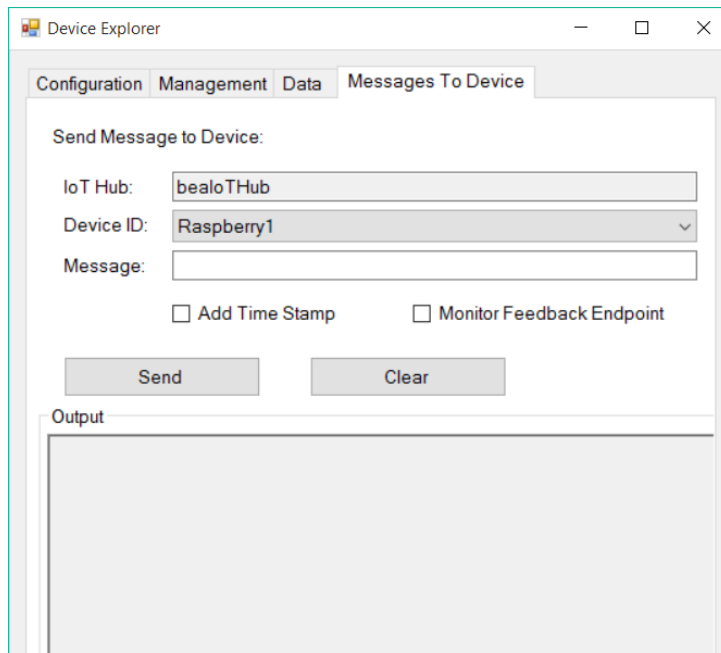 Device Explorer
Configuration Management Data Messages To Device
Send Message to Device:
IoT Hub: beaIoTHub
Device ID: Raspberry1
Message:
Add Time Stamp Monitor Feedback Endpoint
Send Clear
Output